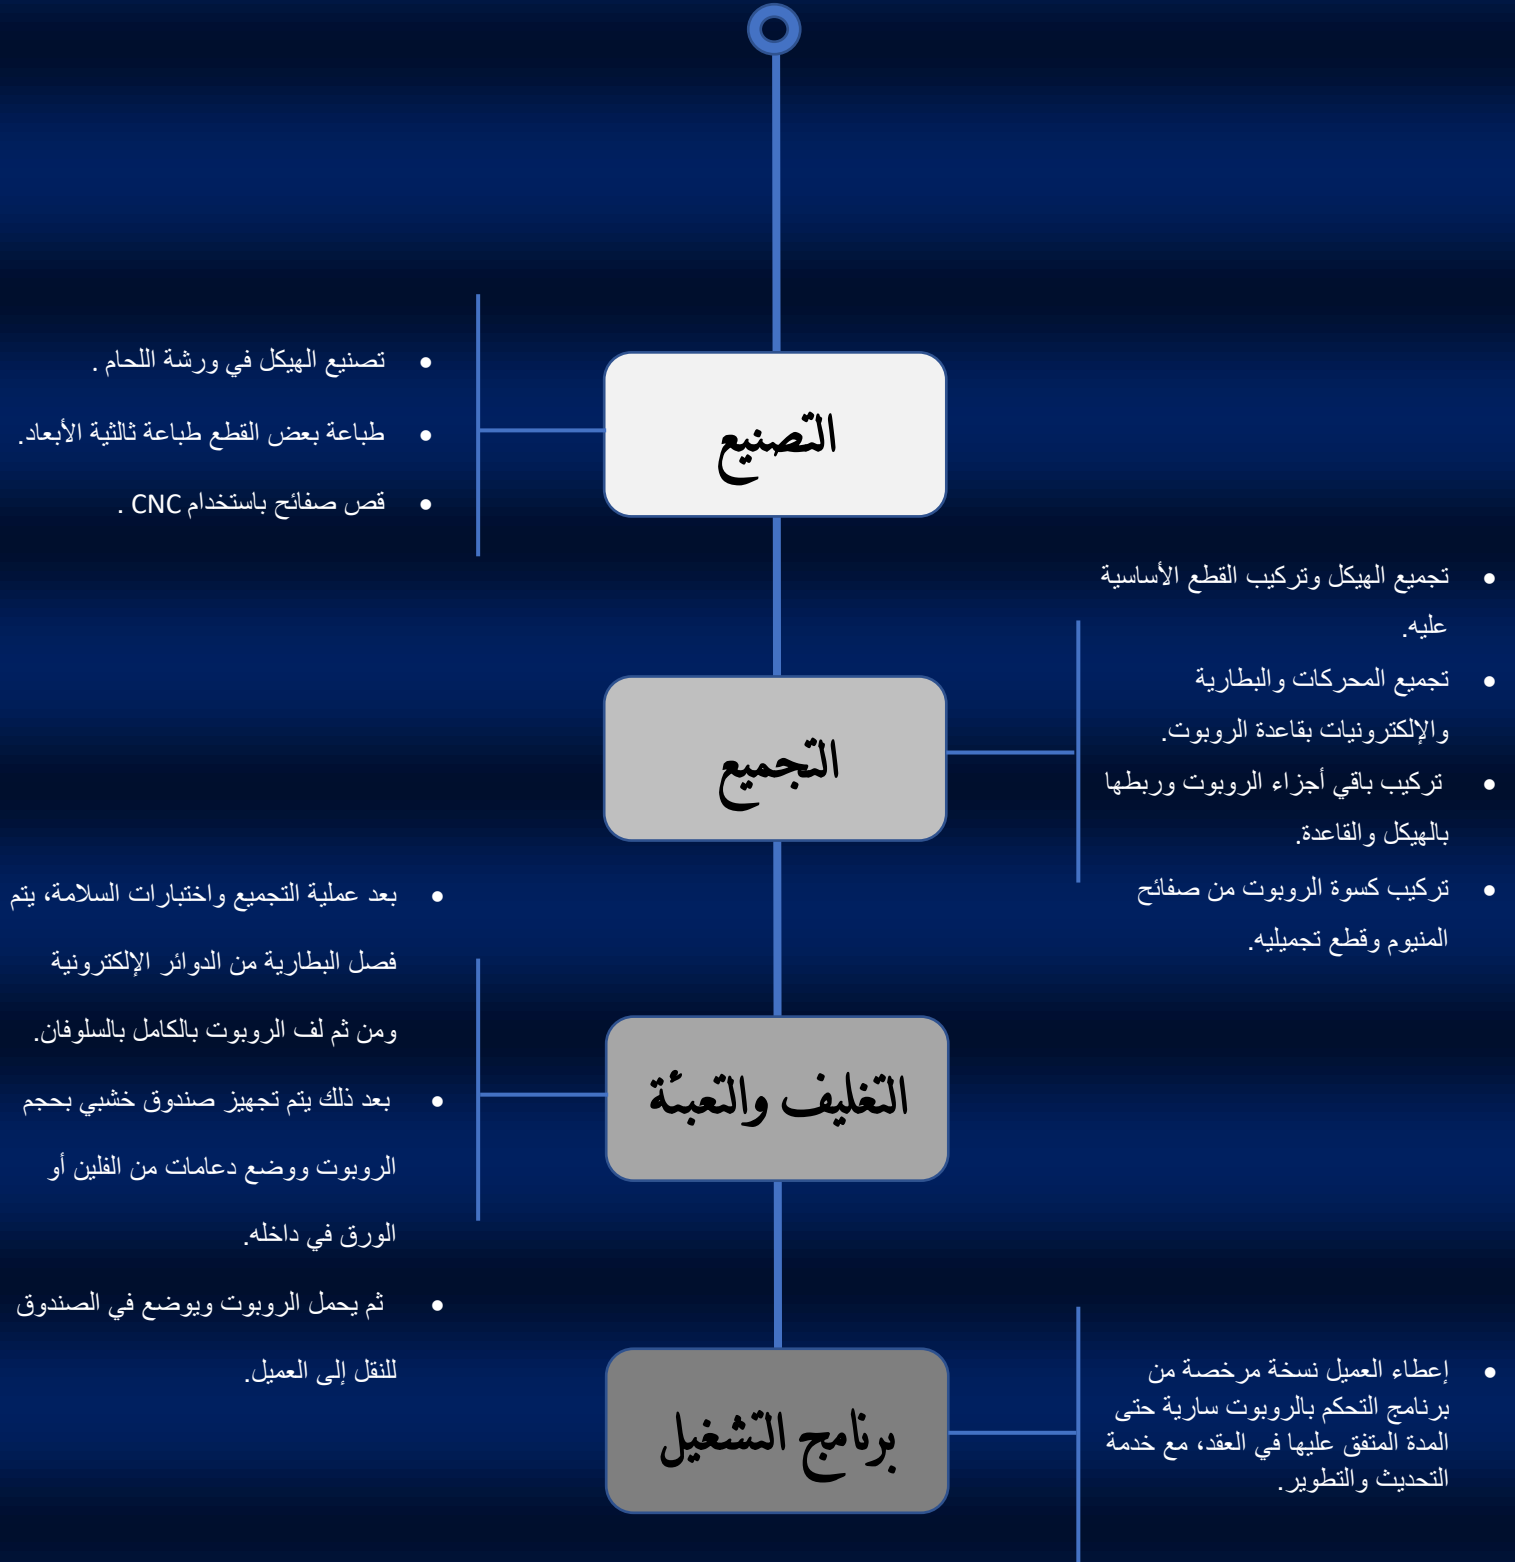 التصنيع
تصنيع الهيكل في ورشة اللحام .
طباعة بعض القطع طباعة ثالثية الأبعاد.
قص صفائح باستخدام CNC .
التجميع
تجميع الهيكل وتركيب القطع الأساسية
عليه.
تجميع المحركات والبطارية
والإلكترونيات بقاعدة الروبوت.
تركيب باقي أجزاء الروبوت وربطها
بالهيكل والقاعدة.
تركيب كسوة الروبوت من صفائح
المنيوم وقطع تجميليه.
التغليف والتعبئة
بعد عملية التجميع واختبارات السلامة، يتم
فصل البطارية من الدوائر الإلكترونية
ومن ثم لف الروبوت بالكامل بالسلوفان.
بعد ذلك يتم تجهيز صندوق خشبي بحجم
الروبوت ووضع دعامات من الفلين أو
الورق في داخله.
ثم يحمل الروبوت ويوضع في الصندوق
للنقل إلى العميل.
برنامج التشغيل
إعطاء العميل نسخة مرخصة من
برنامج التحكم بالروبوت سارية حتى
المدة المتفق عليها في العقد، مع خدمة
التحديث والتطوير.